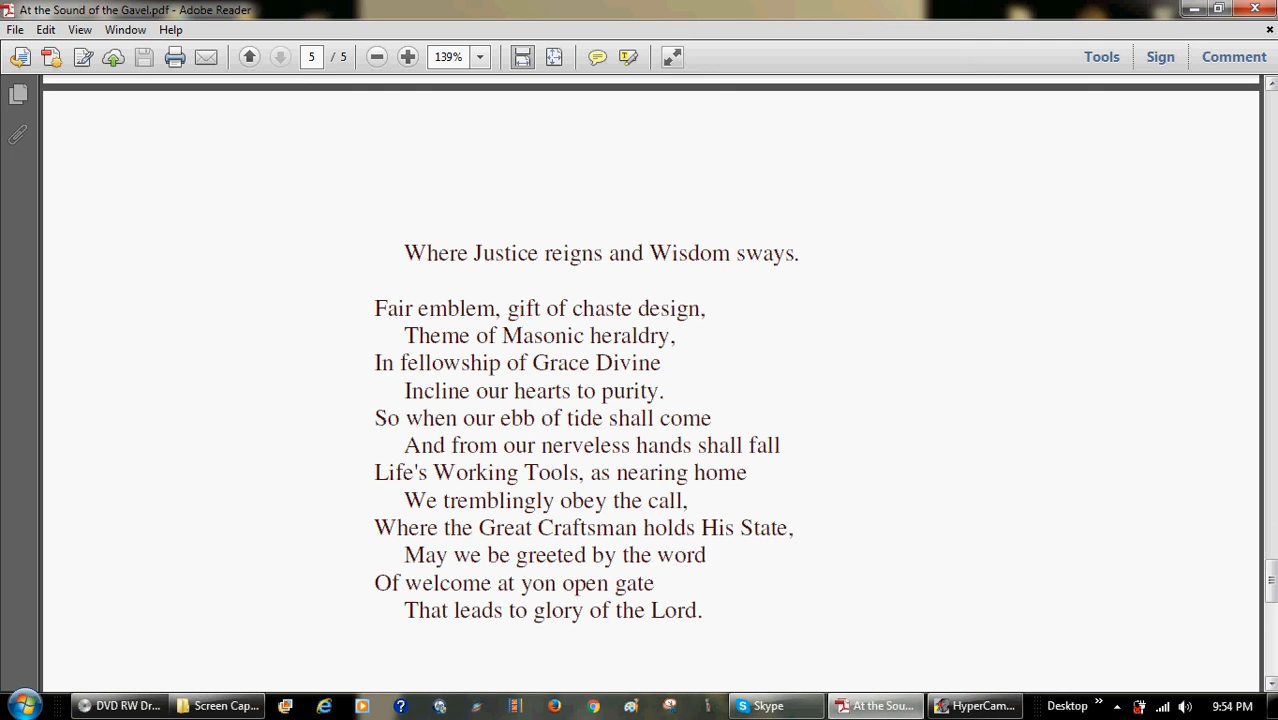 At the Sound of the Gavel.pdf - Adobe Reader
File Edit View Window Help
5 / 5 139% Tools Sign Comment
Where Justice reigns and Wisdom sways.
Fair emblem, gift of chaste design,
Theme of Masonic heraldry,
In fellowship of Grace Divine
Incline our hearts to purity.
So when our ebb of tide shall come
And from our nerveless hands shall fall
Life's Working Tools, as nearing home
We tremblingly obey the call,
Where the Great Craftsman holds His State,
May we be greeted by the word
Of welcome at yon open gate
That leads to glory of the Lord.
DVD RW Dr... Screen Cap... Skype At the Sou... HyperCam... Desktop 9:54 PM